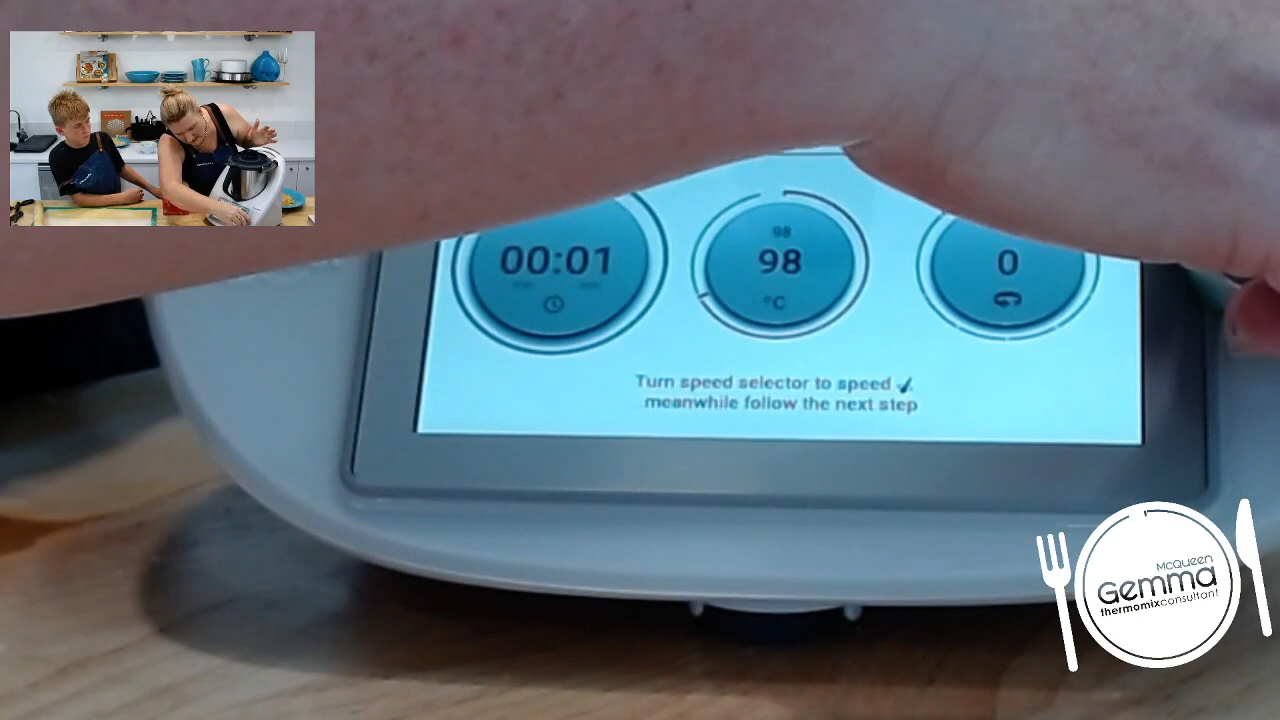 00:01
98
98
°C
0
Turn speed selector to speed
meanwhile follow the next step
McQueen
Gemma
thermomixconsultant